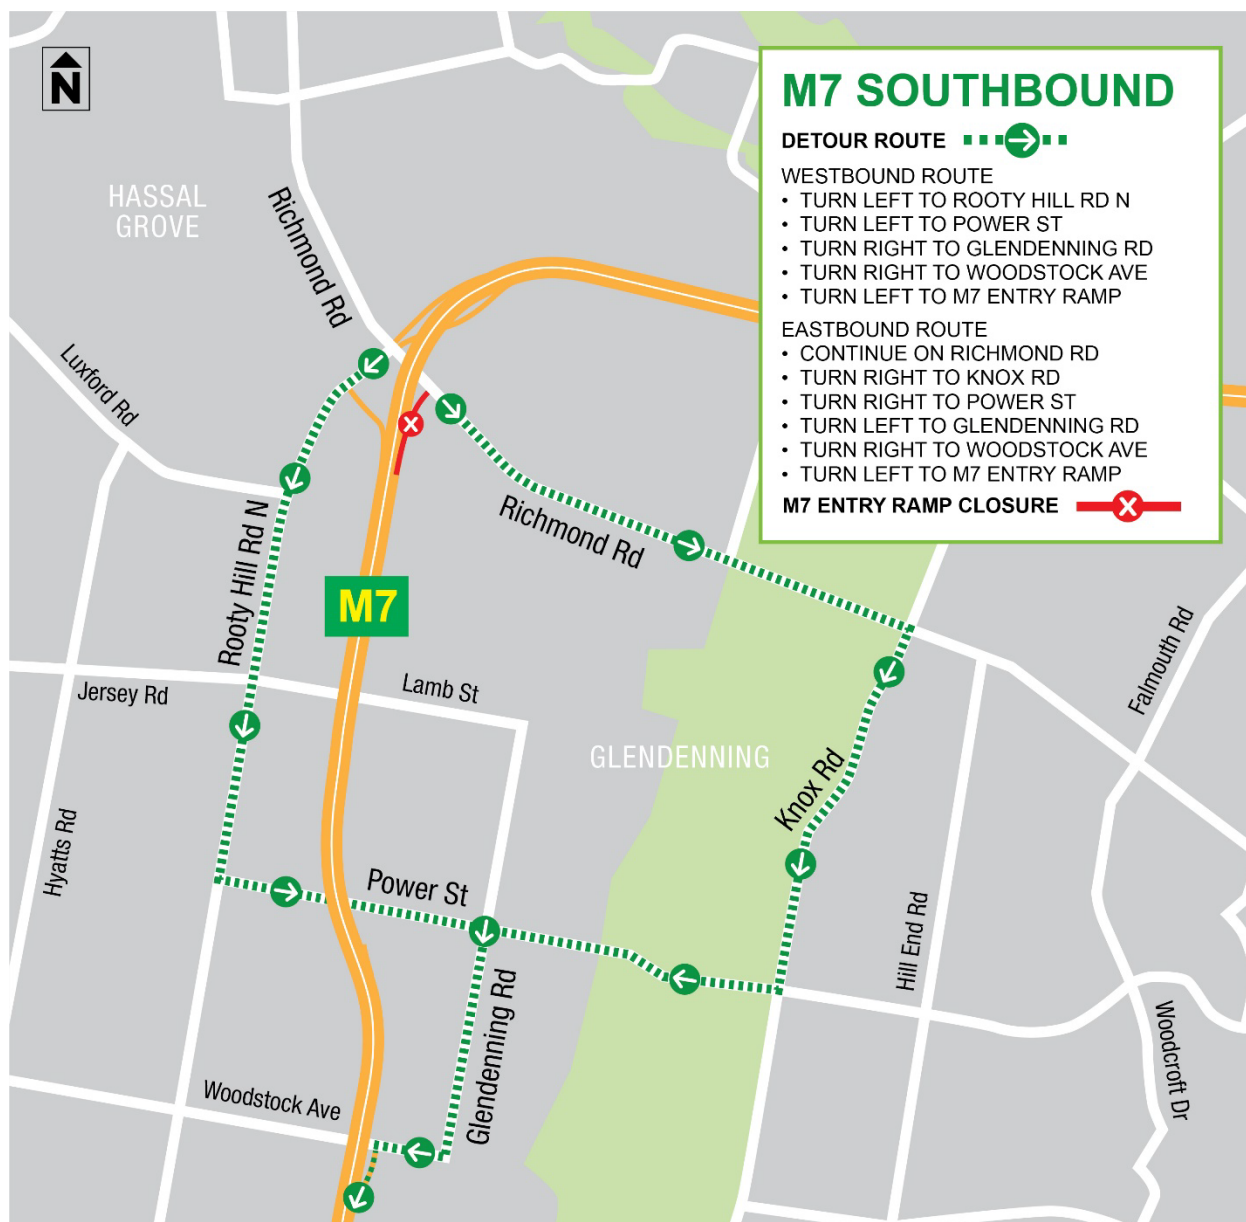 N
M7 SOUTHBOUND
DETOUR ROUTE
WESTBOUND ROUTE
• TURN LEFT TO ROOTY HILL RD N
• TURN LEFT TO POWER ST
• TURN RIGHT TO GLENDENNING RD
• TURN RIGHT TO WOODSTOCK AVE
• TURN LEFT TO M7 ENTRY RAMP
EASTBOUND ROUTE
• CONTINUE ON RICHMOND RD
• TURN RIGHT TO KNOX RD
• TURN RIGHT TO POWER ST
• TURN LEFT TO GLENDENNING RD
• TURN RIGHT TO WOODSTOCK AVE
• TURN LEFT TO M7 ENTRY RAMP
M7 ENTRY RAMP CLOSURE
HASSAL
GROVE
Richmond Rd
Luxford Rd
Richmond Rd
Rooty Hill Rd N
M7
Jersey Rd
Lamb St
GLENDENNING
Knox Rd
Falmouth Rd
Hyatts Rd
Power St
Hill End Rd
Glendenning Rd
Woodstock Ave
Woodcroft Dr